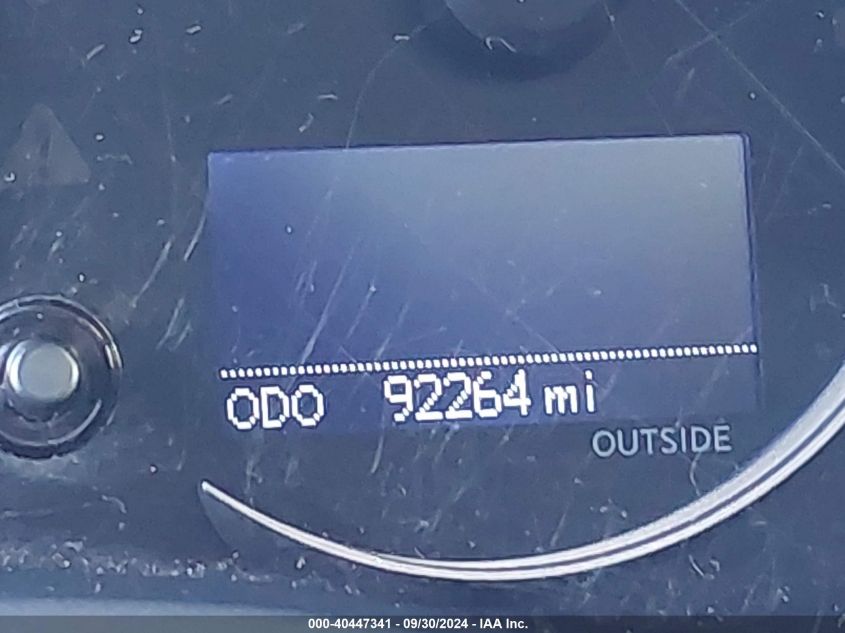 ODO 92264 mi
OUTSIDE
000-40447341 - 09/30/2024 - IAA Inc.